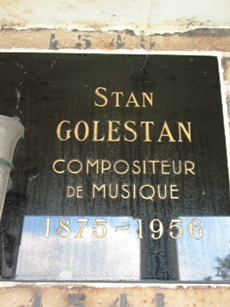 STAN
GOLESTAN
COMPOSITEUR
DE MUSIQUE
1875 ~ 1956